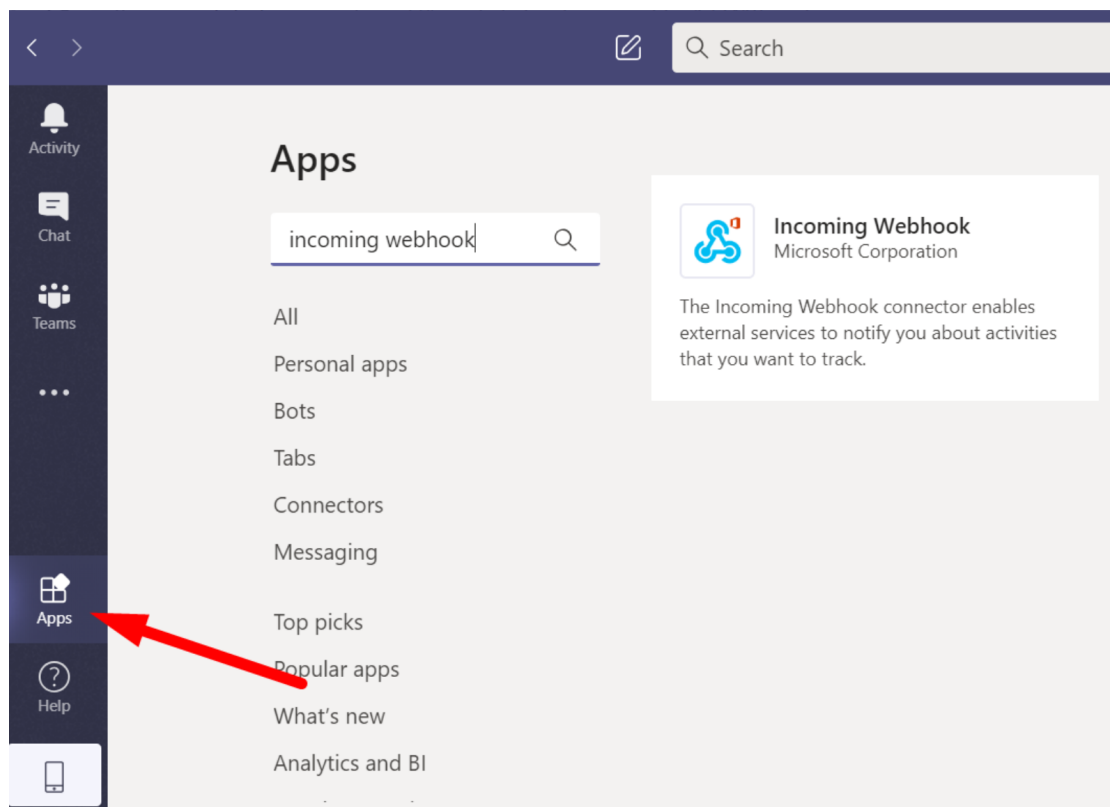 Search
Activity
Chat
Teams
Apps
Help
Apps
incoming webhook
All
Personal apps
Bots
Tabs
Connectors
Messaging
Top picks
Popular apps
What's new
Analytics and BI
Incoming Webhook
Microsoft Corporation
The Incoming Webhook connector enables
external services to notify you about activities
that you want to track.